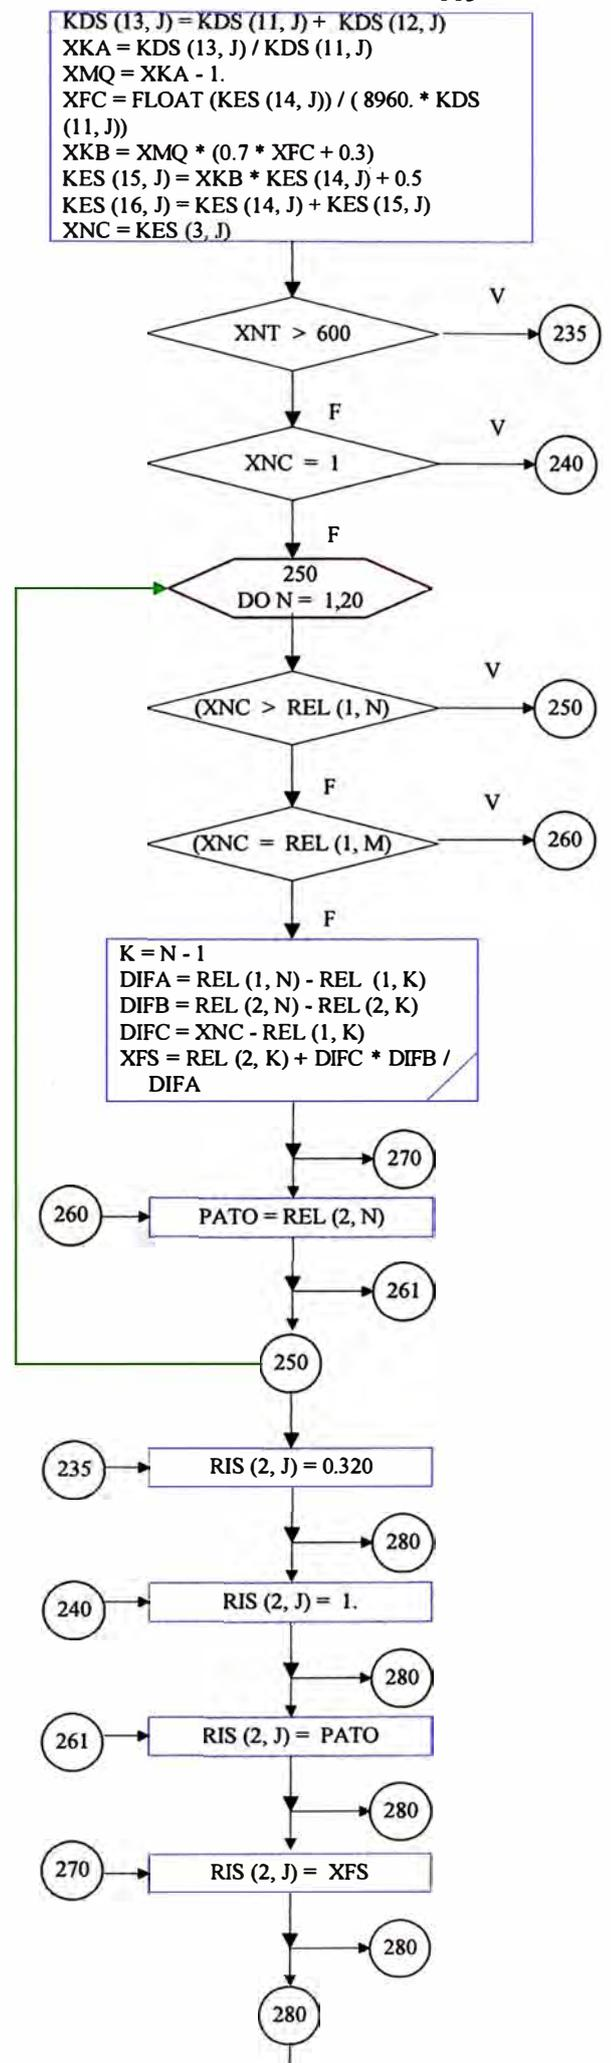 KDS (13, J) = KDS (11, J) + KDS (12, J)
XKA = KDS (13, J) / KDS (11, J)
XMQ = XKA - 1.
XFC = FLOAT (KES (14, J)) / ( 8960. * KDS
(11, J))
XKB = XMQ * (0.7 * XFC + 0.3)
KES (15, J) = XKB * KES (14, J) + 0.5
KES (16, J) = KES (14, J) + KES (15, J)
XNC = KES (3, J)
XNT > 600
V
235
F
XNC = 1
V
240
F
250
DO N = 1,20
(XNC > REL (1, N)
V
250
F
(XNC = REL (1, M)
V
260
F
K = N - 1
DIFA = REL (1, N) - REL (1, K)
DIFB = REL (2, N) - REL (2, K)
DIFC = XNC - REL (1, K)
XFS = REL (2, K) + DIFC * DIFB /
DIFA
270
260
PATO = REL (2, N)
261
250
235
RIS (2, J) = 0.320
280
240
RIS (2, J) = 1.
280
261
RIS (2, J) = PATO
280
270
RIS (2, J) = XFS
280
280